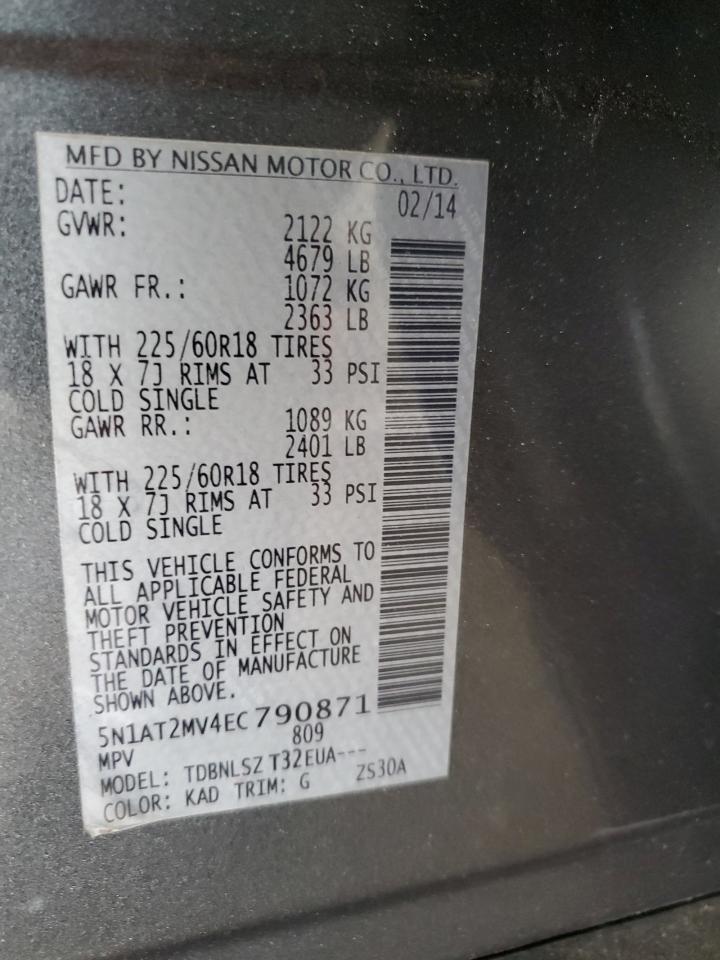 MFD BY NISSAN MOTOR CO., LTD.
DATE: 02/14
GVWR: 2122 KG
4679 LB
GAWR FR.: 1072 KG
2363 LB
WITH 225/60R18 TIRES
18 X 7J RIMS AT 33 PSI
COLD SINGLE
GAWR RR.: 1089 KG
2401 LB
WITH 225/60R18 TIRES
18 X 7J RIMS AT 33 PSI
COLD SINGLE
THIS VEHICLE CONFORMS TO
ALL APPLICABLE FEDERAL
MOTOR VEHICLE SAFETY AND
THEFT PREVENTION
STANDARDS IN EFFECT ON
THE DATE OF MANUFACTURE
SHOWN ABOVE.
5N1AT2MV4EC790871
MPV 809
MODEL: TDBNLSZ T32EUA---
COLOR: KAD TRIM: G ZS30A